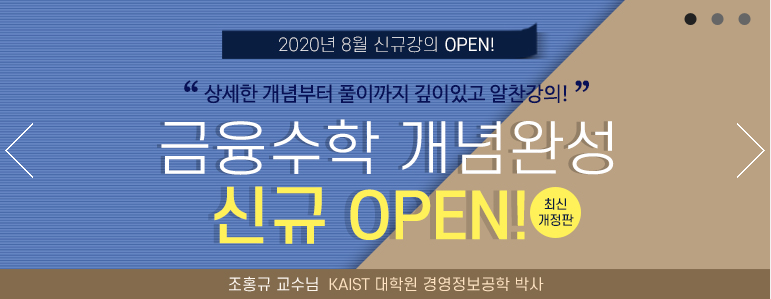 2020년 8월 신규강의 OPEN!
“ 상세한 개념부터 풀이까지 깊이있고 알찬강의! ”
금융수학 개념완성
신규 OPEN!
최신
개정판
조홍규 교수님 KAIST 대학원 경영정보공학 박사